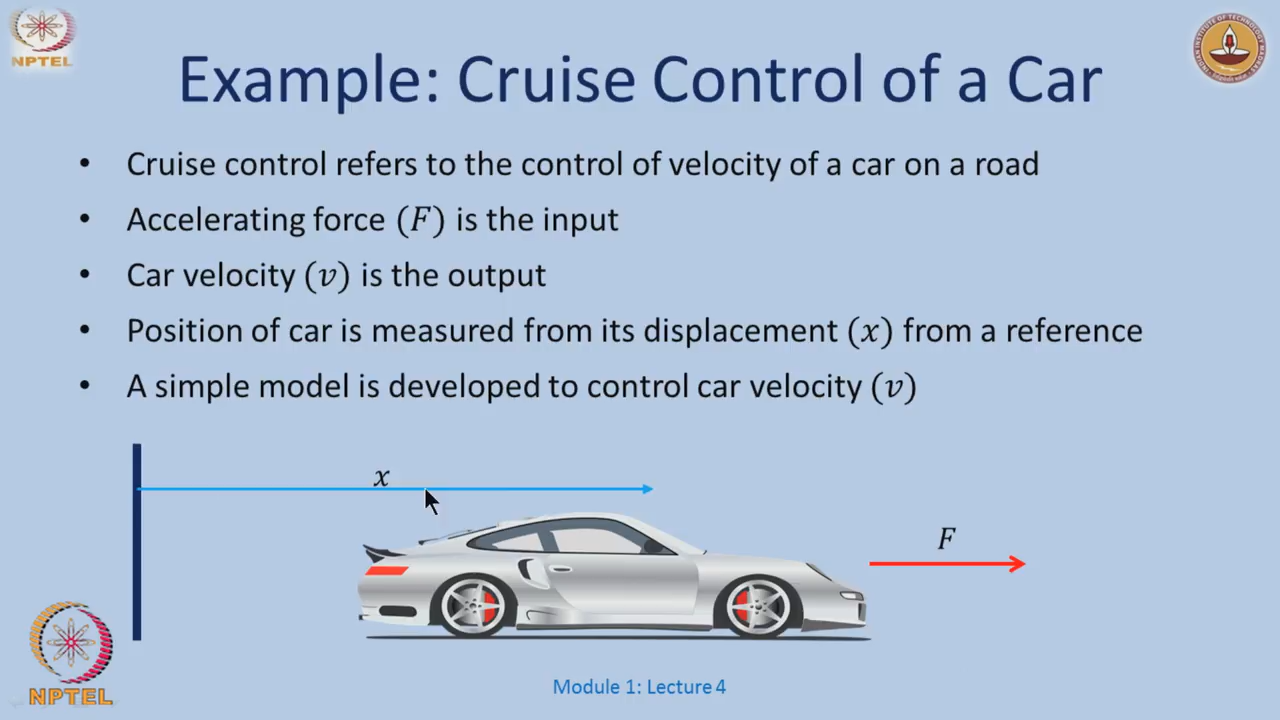 NPTEL
Example: Cruise Control of a Car
• Cruise control refers to the control of velocity of a car on a road
• Accelerating force (F) is the input
• Car velocity (v) is the output
• Position of car is measured from its displacement (x) from a reference
• A simple model is developed to control car velocity (v)
x
F
NPTEL
Module 1: Lecture 4